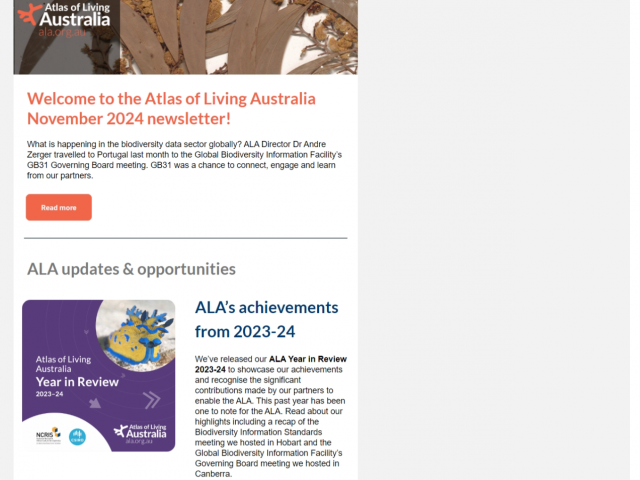 Atlas of Living
Australia
ala.org.au
Welcome to the Atlas of Living Australia
November 2024 newsletter!
What is happening in the biodiversity data sector globally? ALA Director Dr Andre
Zerger travelled to Portugal last month to the Global Biodiversity Information Facility's
GB31 Governing Board meeting. GB31 was a chance to connect, engage and learn
from our partners.
Read more
ALA updates & opportunities
Atlas of Living
Australia
Year in Review
2023–24
NCRIS
CSIRO
Atlas of Living
Australia
ala.org.au
ALA's achievements
from 2023-24
We've released our ALA Year in Review
2023-24 to showcase our achievements
and recognise the significant
contributions made by our partners to
enable the ALA. This past year has been
one to note for the ALA. Read about our
highlights including a recap of the
Biodiversity Information Standards
meeting we hosted in Hobart and the
Global Biodiversity Information Facility's
Governing Board meeting we hosted in
Canberra.